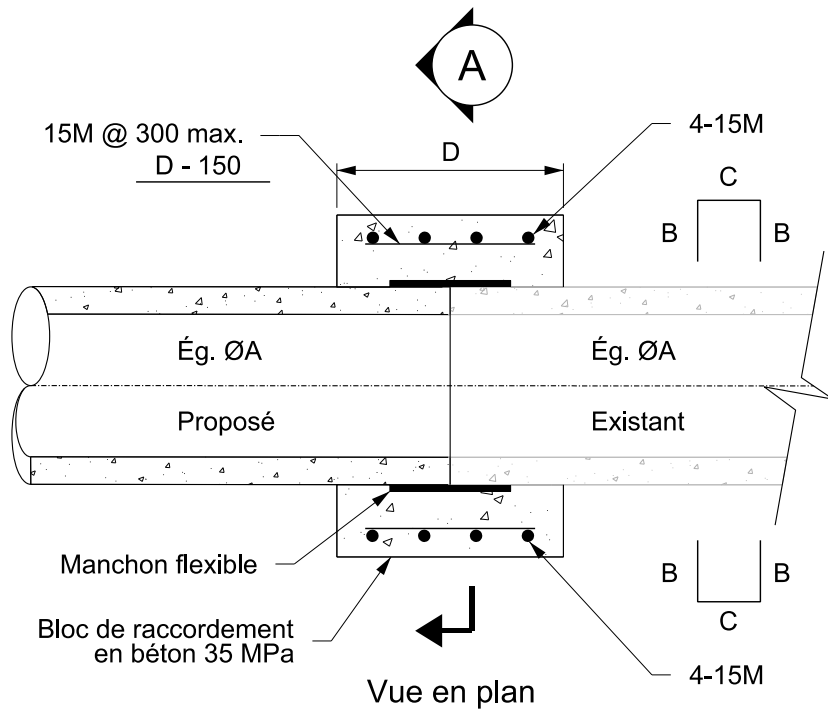 A
15M @ 300 max.
D - 150
D
4-15M
C
B
B
Ég. ØA
Ég. ØA
Proposé
Existant
Manchon flexible
B
B
C
Bloc de raccordement
en béton 35 MPa
4-15M
Vue en plan